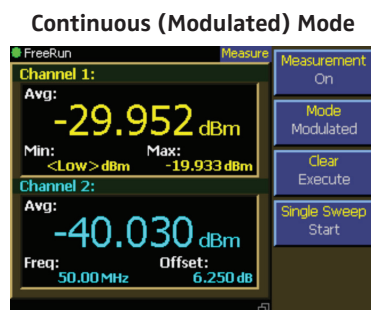 Continuous (Modulated) Mode
FreeRun Measure
Channel 1:
Avg:
-29.952 dBm
Min: Max:
<Low> dBm -19.933 dBm
Channel 2:
Avg:
-40.030 dBm
Freq: Offset:
50.00 MHz 6.250 dB
Measurement
On
Mode
Modulated
Clear
Execute
Single Sweep
Start